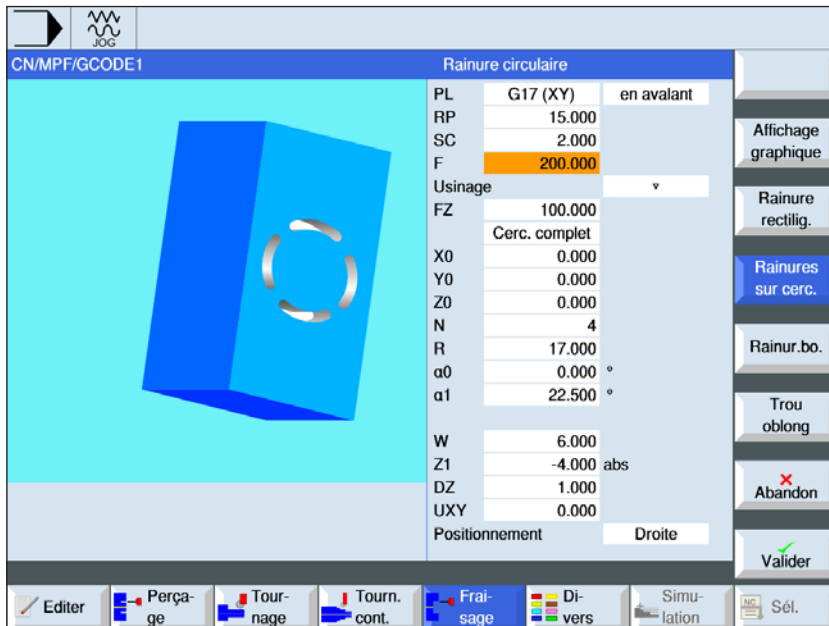 JOG
CN/MPF/GCODE1
Rainure circulaire
PL G17 (XY) en avalant
RP 15.000
SC 2.000
F 200.000
Usinage ▿
FZ 100.000
Cerc. complet
X0 0.000
Y0 0.000
Z0 0.000
N 4
R 17.000
α0 0.000 °
α1 22.500 °
W 6.000
Z1 -4.000 abs
DZ 1.000
UXY 0.000
Positionnement Droite
Affichage
graphique
Rainure
rectilig.
Rainures
sur cerc.
Rainur.bo.
Trou
oblong
Abandon
Valider
Editer
Perça-
ge
Tour-
nage
Tourn.
cont.
Frai-
sage
Di-
vers
Simu-
lation
NC
Sél.